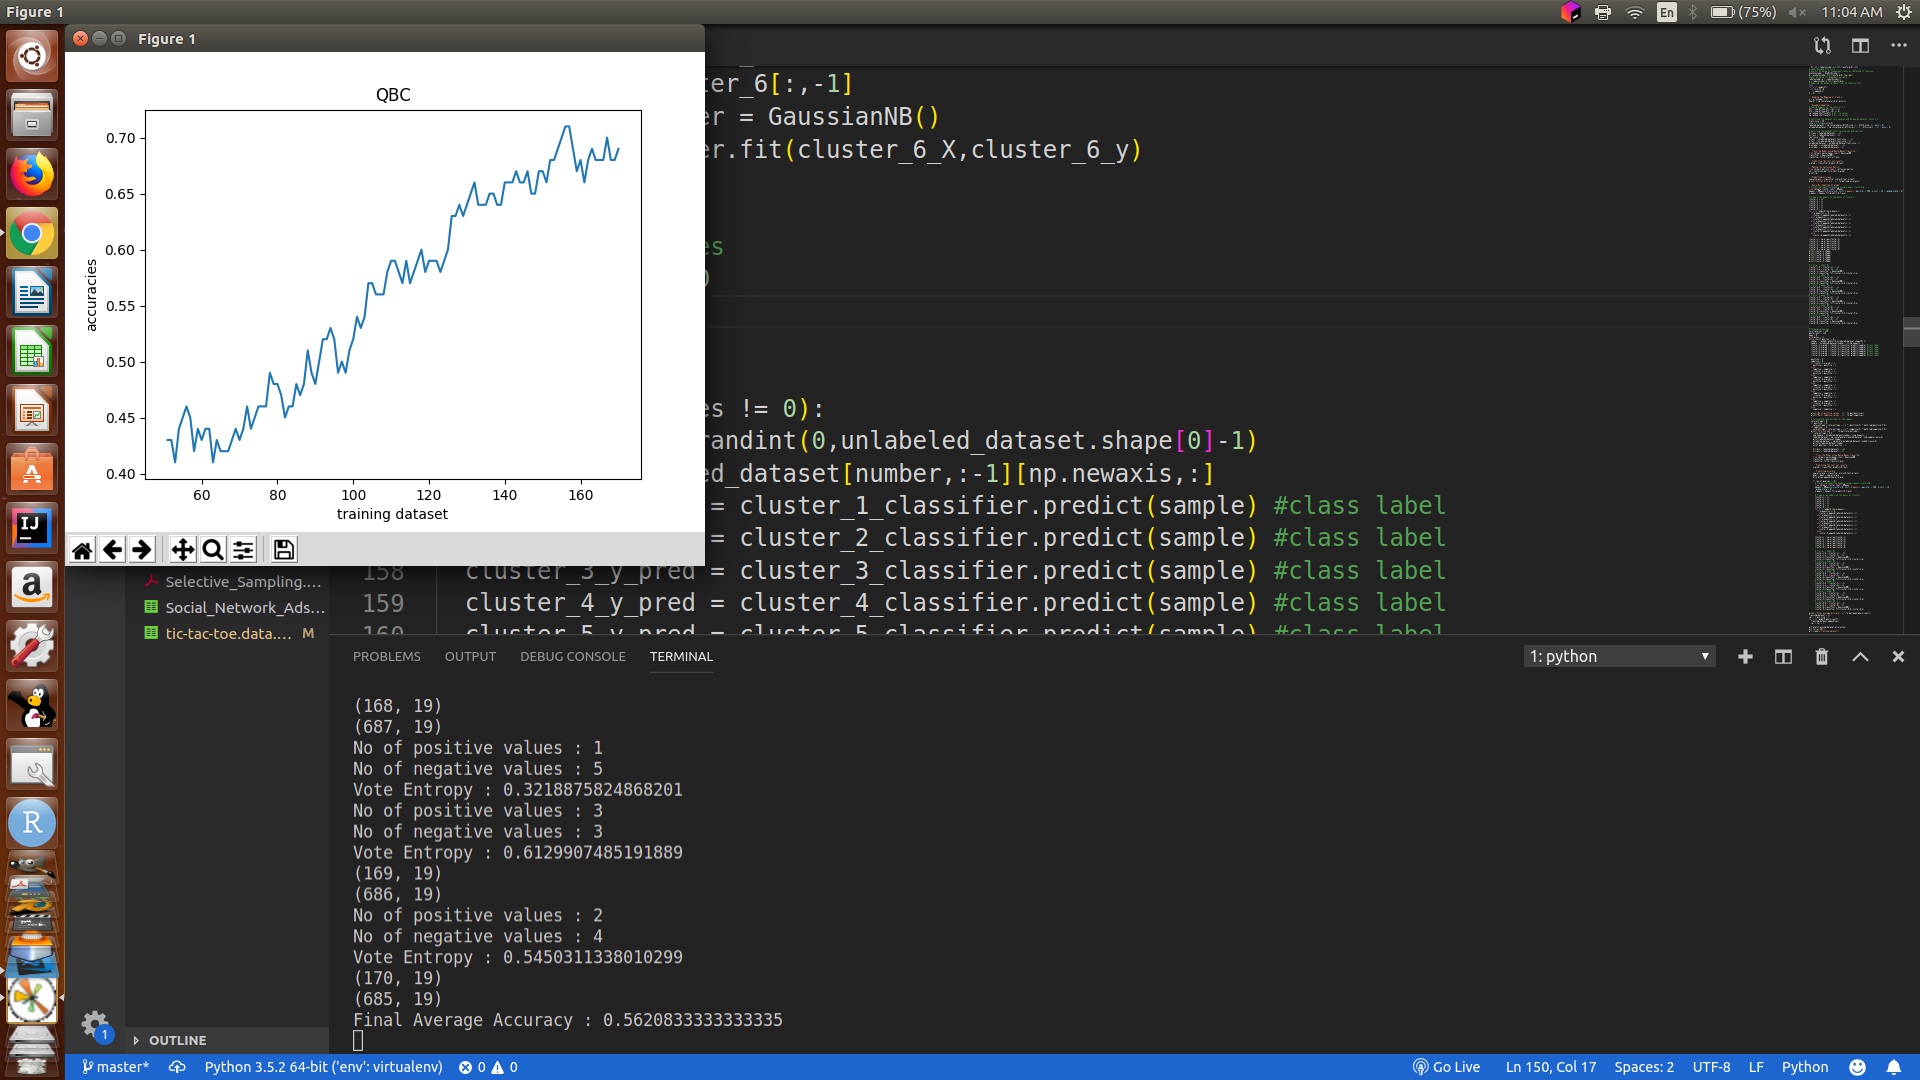 Figure 1
En
(75%)
11:04 AM
Figure 1
QBC
0.70
0.65
0.60
0.55
0.50
0.45
0.40
accuracies
60 80 100 120 140 160
training dataset
ter_6[:,-1]
er = GaussianNB()
er.fit(cluster_6_X,cluster_6_y)
es
es != 0):
randint(0,unlabeled_dataset.shape[0]-1)
ed_dataset[number,:-1][np.newaxis,:]
= cluster_1_classifier.predict(sample) #class label
= cluster_2_classifier.predict(sample) #class label
158 cluster_3_y_pred = cluster_3_classifier.predict(sample) #class label
159 cluster_4_y_pred = cluster_4_classifier.predict(sample) #class label
160 cluster_5_y_pred = cluster_5_classifier.predict(sample) #class label
Selective_Sampling....
Social_Network_Ads...
tic-tac-toe.data.... M
OUTLINE
PROBLEMS OUTPUT DEBUG CONSOLE TERMINAL
1: python
(168, 19)
(687, 19)
No of positive values : 1
No of negative values : 5
Vote Entropy : 0.3218875824868201
No of positive values : 3
No of negative values : 3
Vote Entropy : 0.6129907485191889
(169, 19)
(686, 19)
No of positive values : 2
No of negative values : 4
Vote Entropy : 0.5450311338010299
(170, 19)
(685, 19)
Final Average Accuracy : 0.5620833333333335
IJ
a
R
A
1
master* Python 3.5.2 64-bit ('env': virtualenv) 0 0 Go Live Ln 150, Col 17 Spaces: 2 UTF-8 LF Python